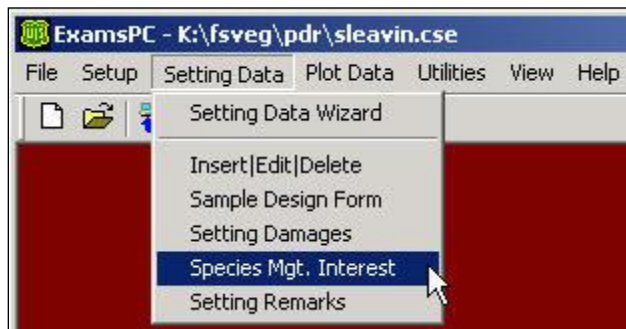 ExamsPC - K:\fsveg\pdr\sleavin.cse
File Setup Setting Data Plot Data Utilities View Help
Setting Data Wizard
Insert|Edit|Delete
Sample Design Form
Setting Damages
Species Mgt. Interest
Setting Remarks